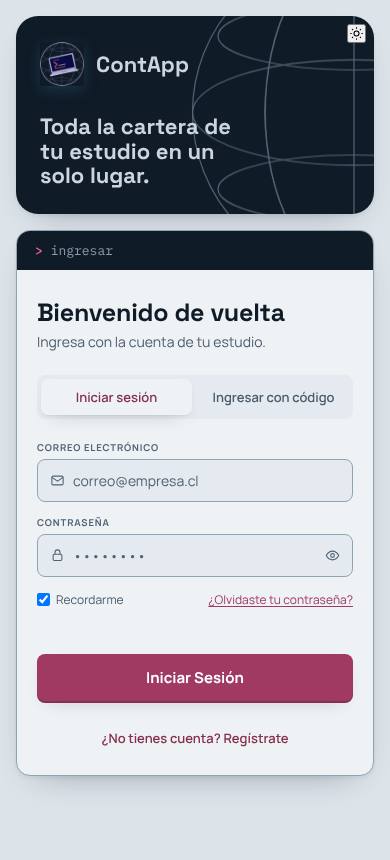 ContApp
Toda la cartera de
tu estudio en un
solo lugar.
> ingresar
Bienvenido de vuelta
Ingresa con la cuenta de tu estudio.
Iniciar sesión
Ingresar con código
CORREO ELECTRÓNICO
correo@empresa.cl
CONTRASEÑA
••••••••
Recordarme
¿Olvidaste tu contraseña?
Iniciar Sesión
¿No tienes cuenta? Regístrate